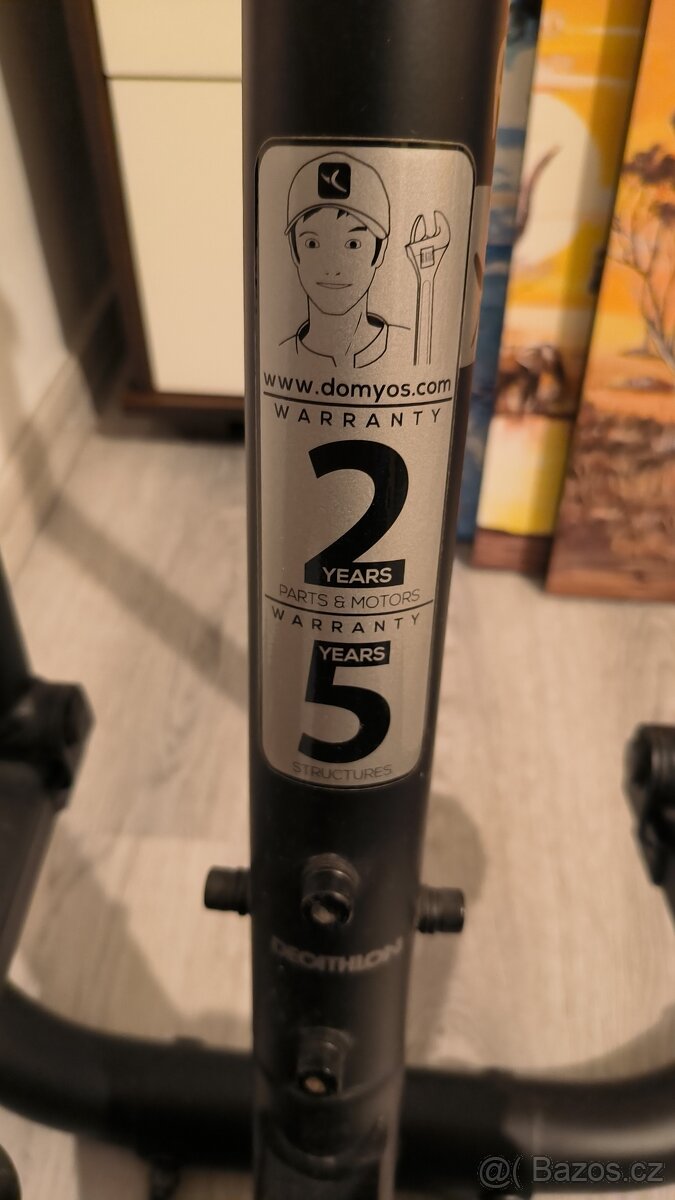 www.domyos.com
WARRANTY
2
YEARS
PARTS & MOTORS
WARRANTY
YEARS
5
STRUCTURES
DECATHLON
@( Bazos.cz